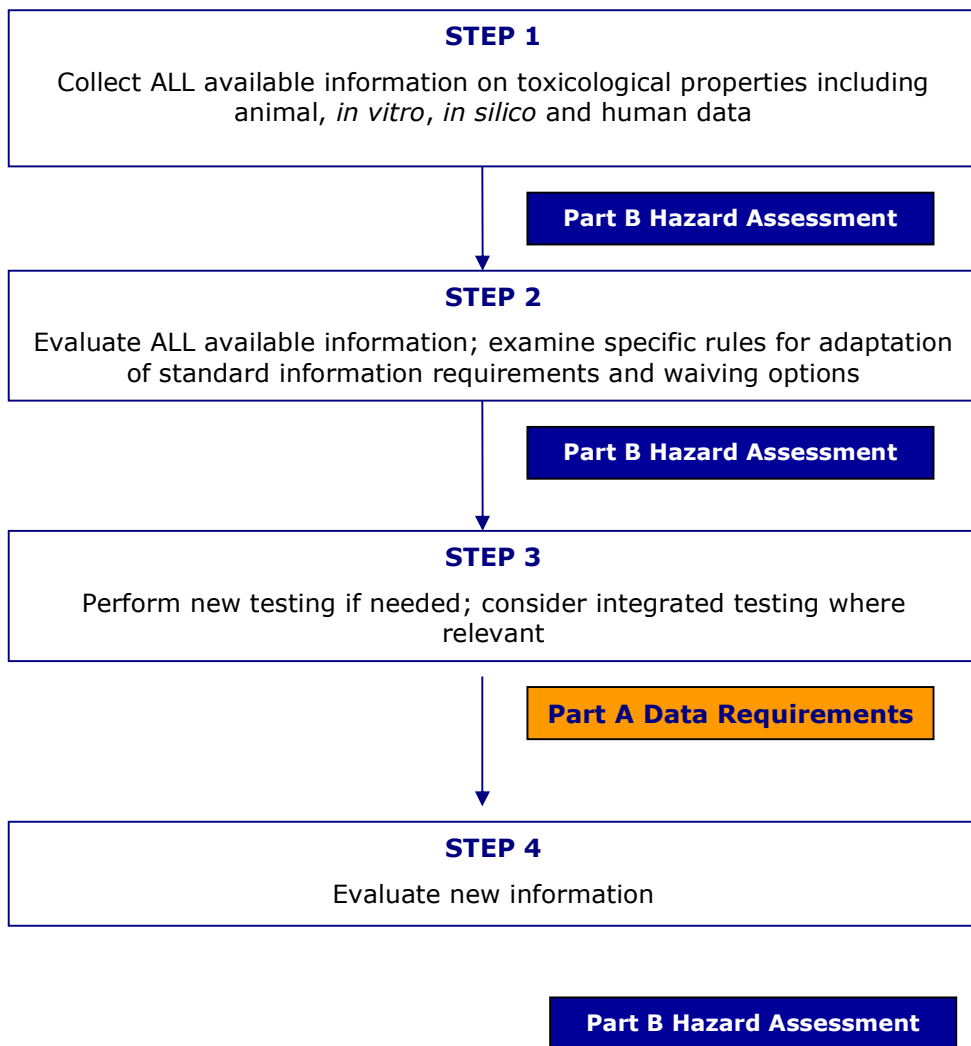 STEP 1
Collect ALL available information on toxicological properties including
animal, in vitro, in silico and human data
Part B Hazard Assessment
STEP 2
Evaluate ALL available information; examine specific rules for adaptation
of standard information requirements and waiving options
Part B Hazard Assessment
STEP 3
Perform new testing if needed; consider integrated testing where
relevant
Part A Data Requirements
STEP 4
Evaluate new information
Part B Hazard Assessment